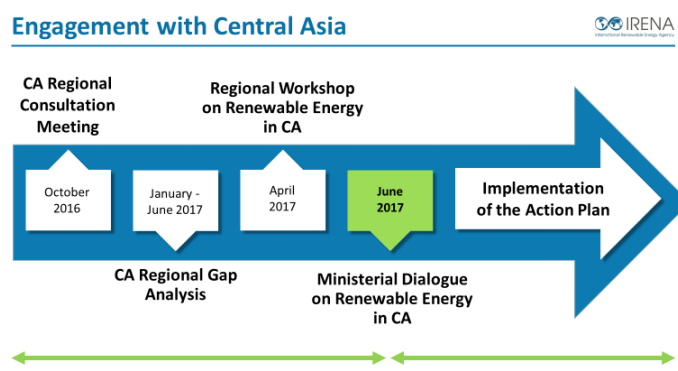 Engagement with Central Asia
IRENA
International Renewable Energy Agency
CA Regional
Consultation
Meeting
Regional Workshop
on Renewable Energy
in CA
October
2016
January -
June 2017
April
2017
June
2017
Implementation
of the Action Plan
CA Regional Gap
Analysis
Ministerial Dialogue
on Renewable Energy
in CA